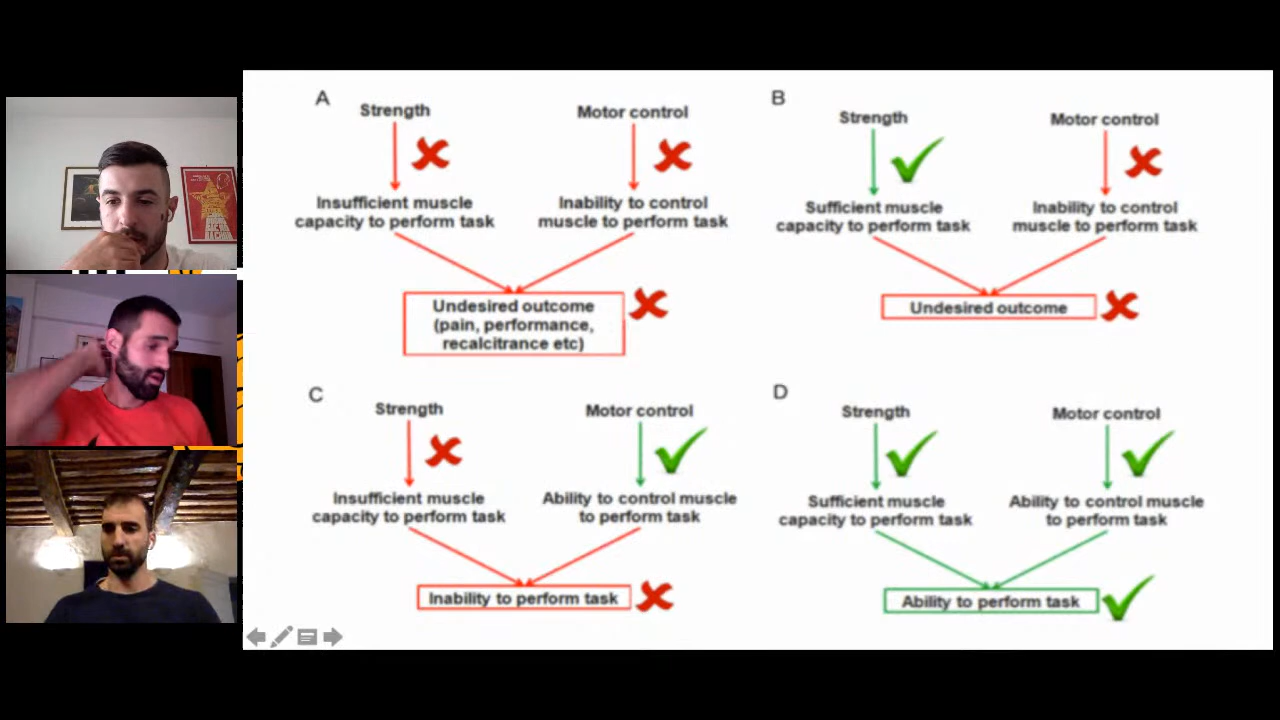 A
Strength
Motor control
Insufficient muscle
capacity to perform task
Inability to control
muscle to perform task
Undesired outcome
(pain, performance,
recalcitrance etc)
B
Strength
Motor control
Sufficient muscle
capacity to perform task
Inability to control
muscle to perform task
Undesired outcome
C
Strength
Motor control
Insufficient muscle
capacity to perform task
Ability to control muscle
to perform task
Inability to perform task
D
Strength
Motor control
Sufficient muscle
capacity to perform task
Ability to control muscle
to perform task
Ability to perform task